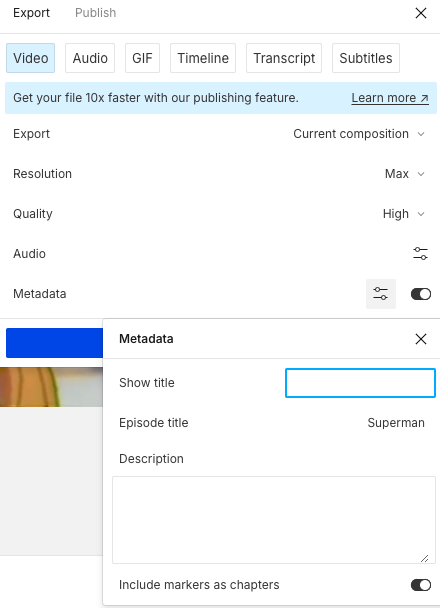 Export Publish
Video Audio GIF Timeline Transcript Subtitles
Get your file 10x faster with our publishing feature. Learn more ↗
Export Current composition
Resolution Max
Quality High
Audio
Metadata
Metadata
Show title
Episode title Superman
Description
Include markers as chapters